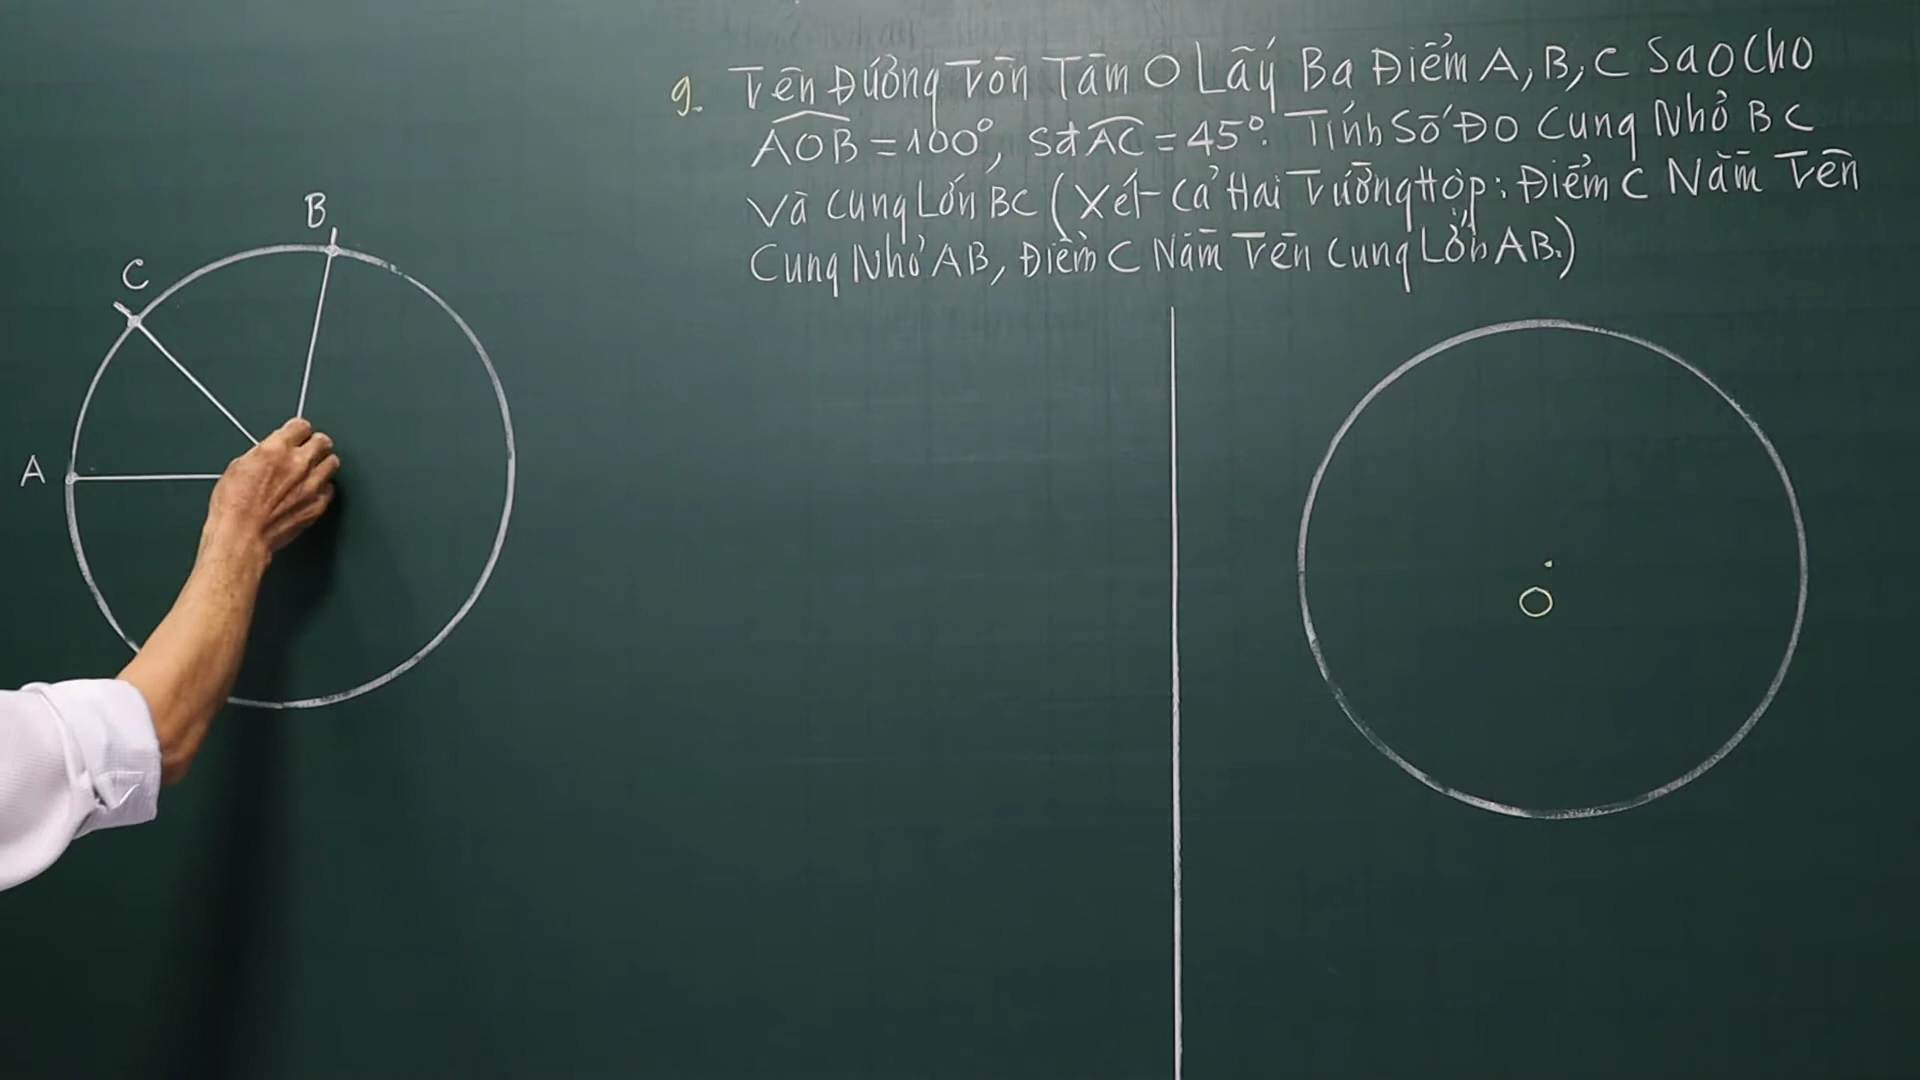 B
C
A
9. Trên Đường Tròn Tâm O Lấy Ba Điểm A, B, C Sao Cho
AOB = 100°, Sđ AC = 45°. Tính Số Đo Cung Nhỏ BC
Và Cung Lớn BC (Xét Cả Hai Trường Hợp: Điểm C Nằm Trên
Cung Nhỏ AB, Điểm C Nằm Trên Cung Lớn AB.)
O